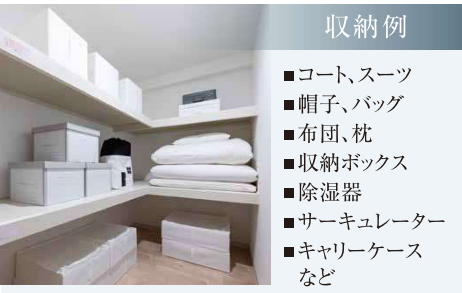 収納例
■コート、スーツ
■帽子、バッグ
■布団、枕
■収納ボックス
■除湿器
■サーキュレーター
■キャリーケース
など